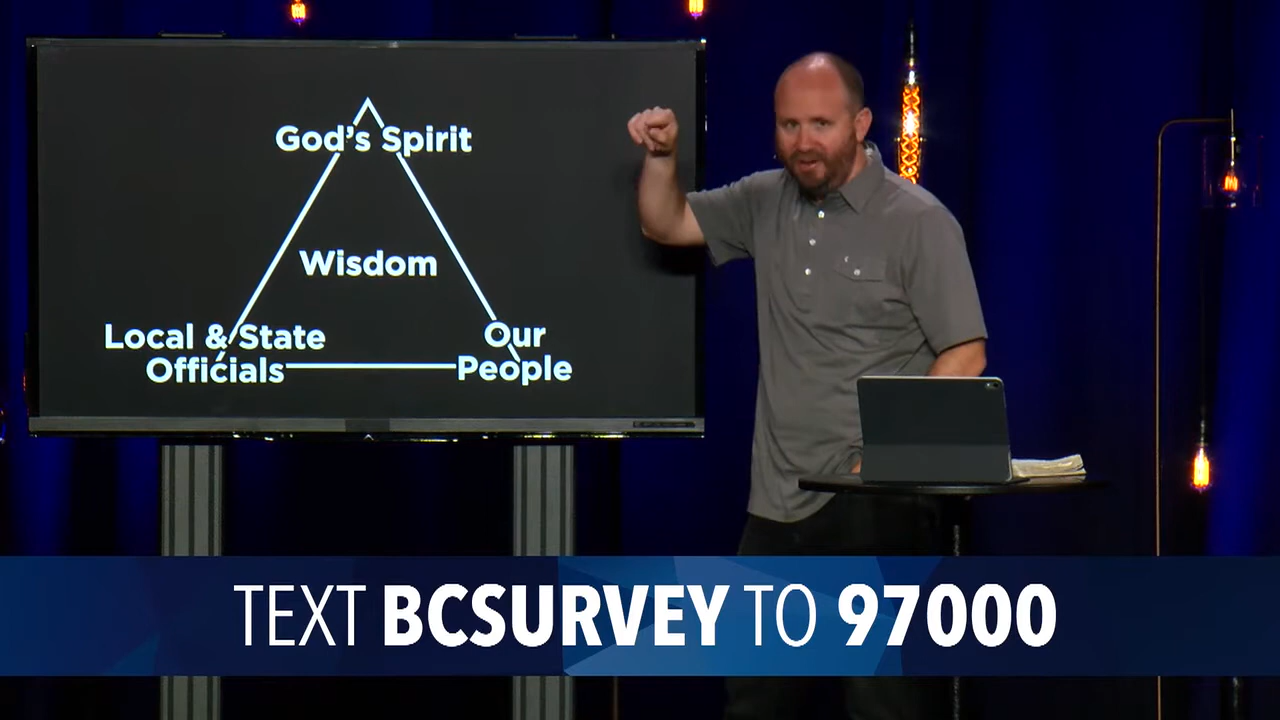 God's Spirit
Wisdom
Local & State
Officials
Our
People
TEXT BCSURVEY TO 97000